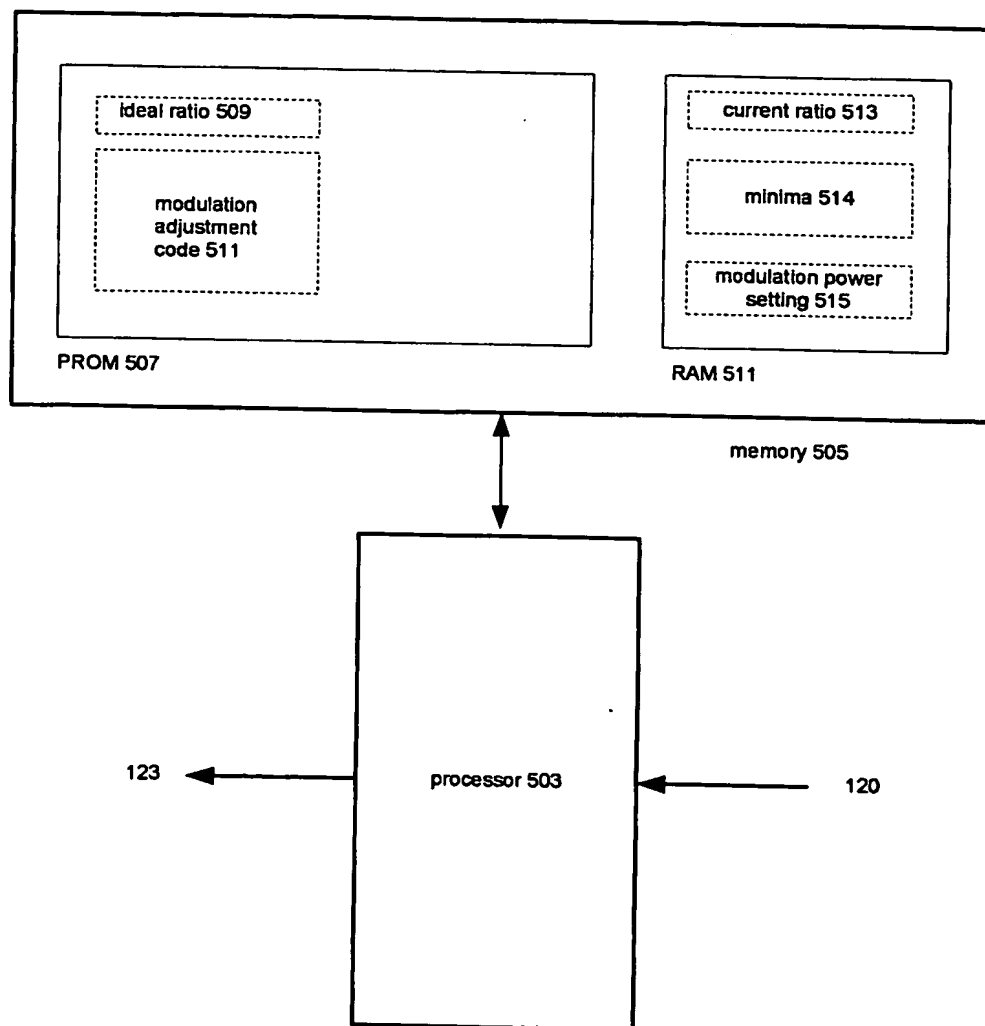 ideal ratio 509
modulation
adjustment
code 511
PROM 507
current ratio 513
minima 514
modulation power
setting 515
RAM 511
memory 505
processor 503
123
120